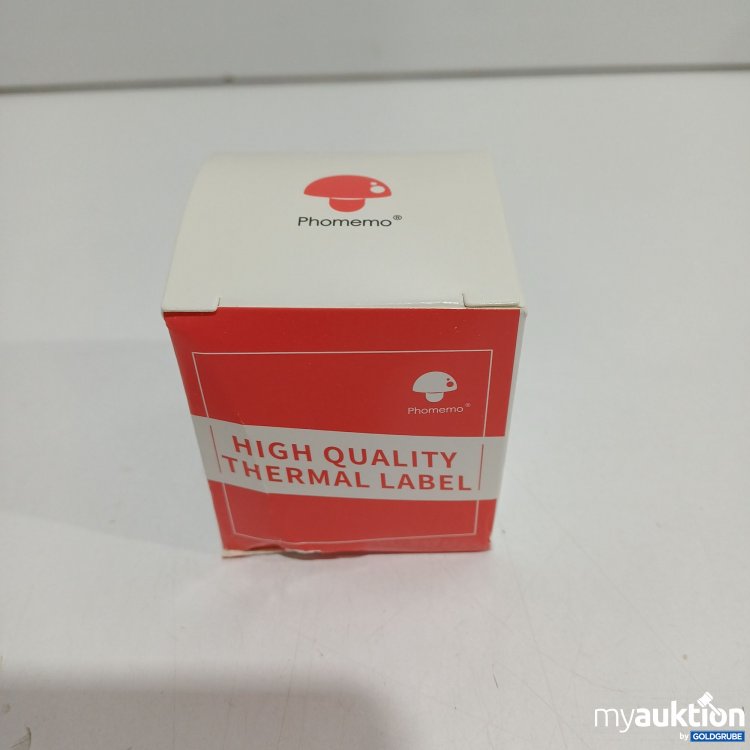 Phomemo®
Phomemo®
HIGH QUALITY
THERMAL LABEL
myauktion
by GOLDGRUBE